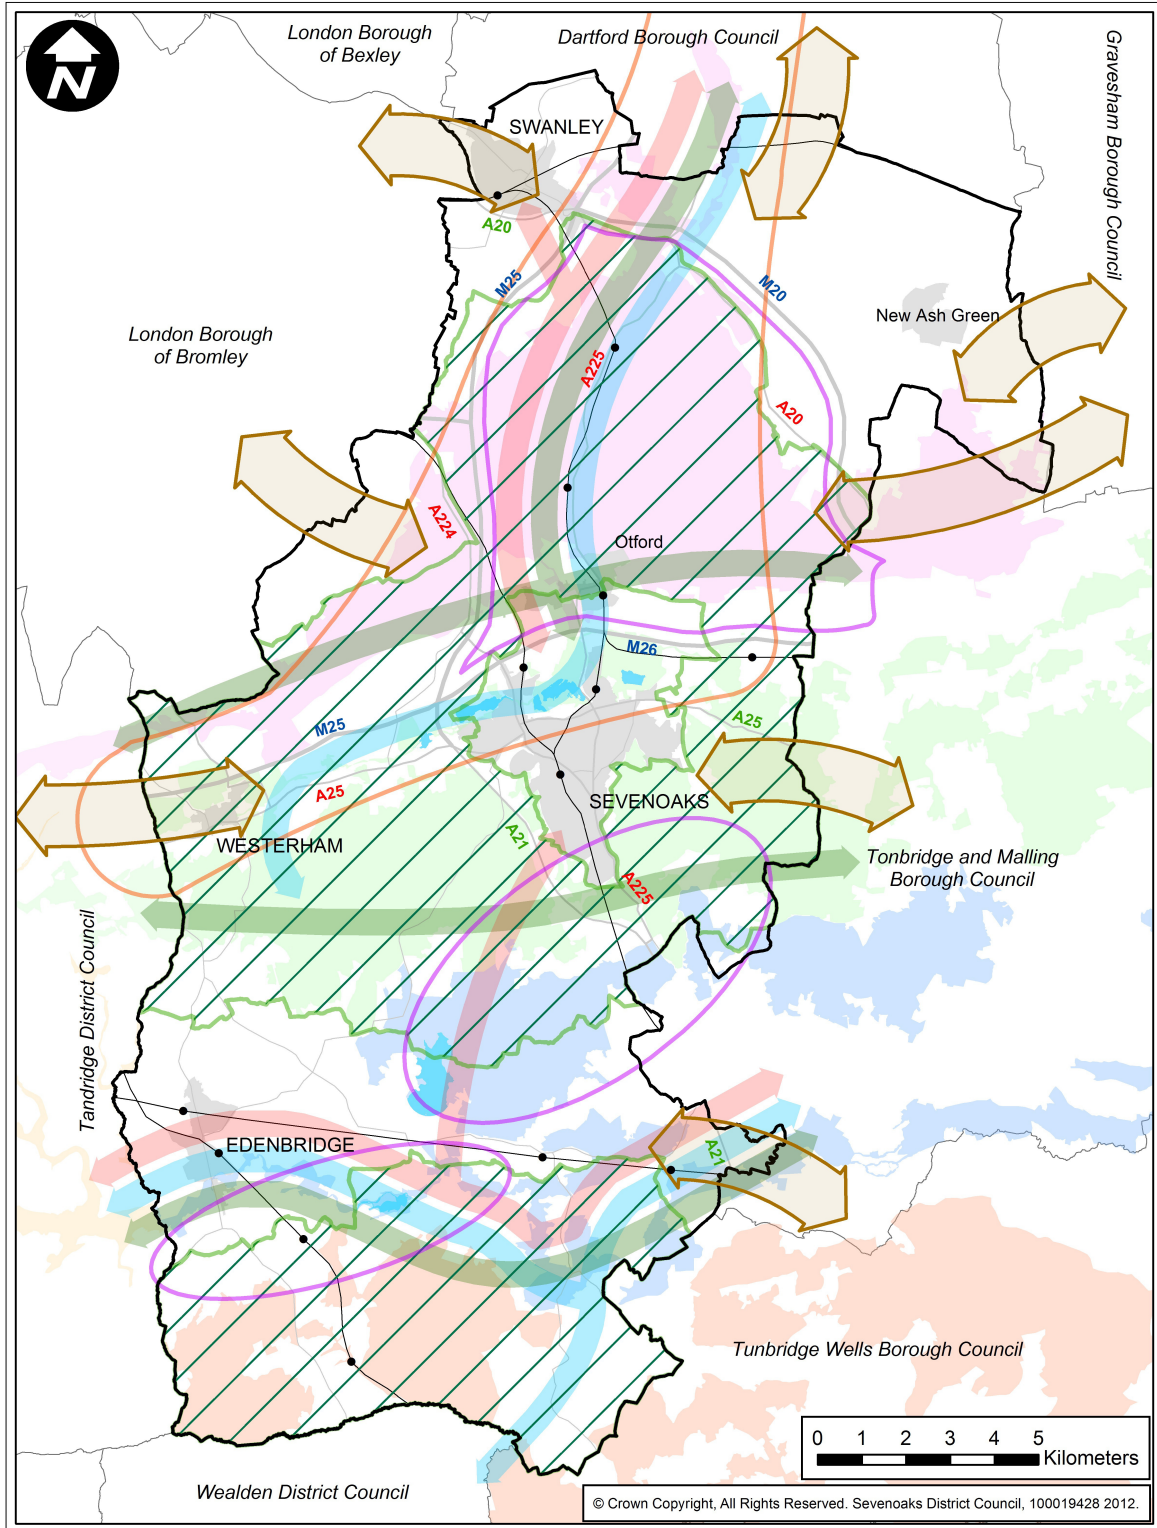 London Borough
of Bexley
Dartford Borough Council
Gravesham Borough Council
N
SWANLEY
A20
M25
M20
New Ash Green
London Borough
of Bromley
A225
A20
A224
Otford
M26
M25
A25
A25
SEVENOAKS
WESTERHAM
A21
A225
Tonbridge and Malling
Borough Council
Tandridge District Council
EDENBRIDGE
A21
Tunbridge Wells Borough Council
0 1 2 3 4 5
Kilometers
Wealden District Council
© Crown Copyright, All Rights Reserved. Sevenoaks District Council, 100019428 2012.